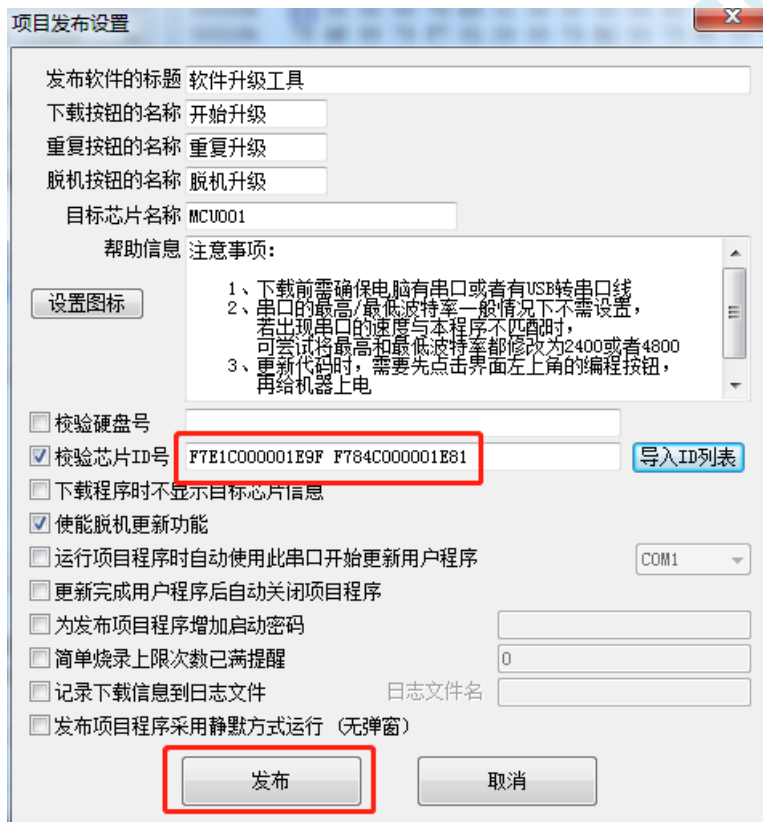 项目发布设置
发布软件的标题 软件升级工具
下载按钮的名称 开始升级
重复按钮的名称 重复升级
脱机按钮的名称 脱机升级
目标芯片名称 MCU001
帮助信息 注意事项:
1、下载前需确保电脑有串口或者有USB转串口线
2、串口的最高/最低波特率一般情况下不需设置,
若出现串口的速度与本程序不匹配时,
可尝试将最高和最低波特率都修改为2400或者4800
3、更新代码时,需要先点击界面左上角的编程按钮,
再给机器上电
设置图标
校验硬盘号
校验芯片ID号 F7E1C000001E9F F784C000001E81 导入ID列表
下载程序时不显示目标芯片信息
使能脱机更新功能
运行项目程序时自动使用此串口开始更新用户程序 COM1
更新完成用户程序后自动关闭项目程序
为发布项目程序增加启动密码
简单烧录上限次数已满提醒 0
记录下载信息到日志文件 日志文件名
发布项目程序采用静默方式运行 (无弹窗)
发布 取消